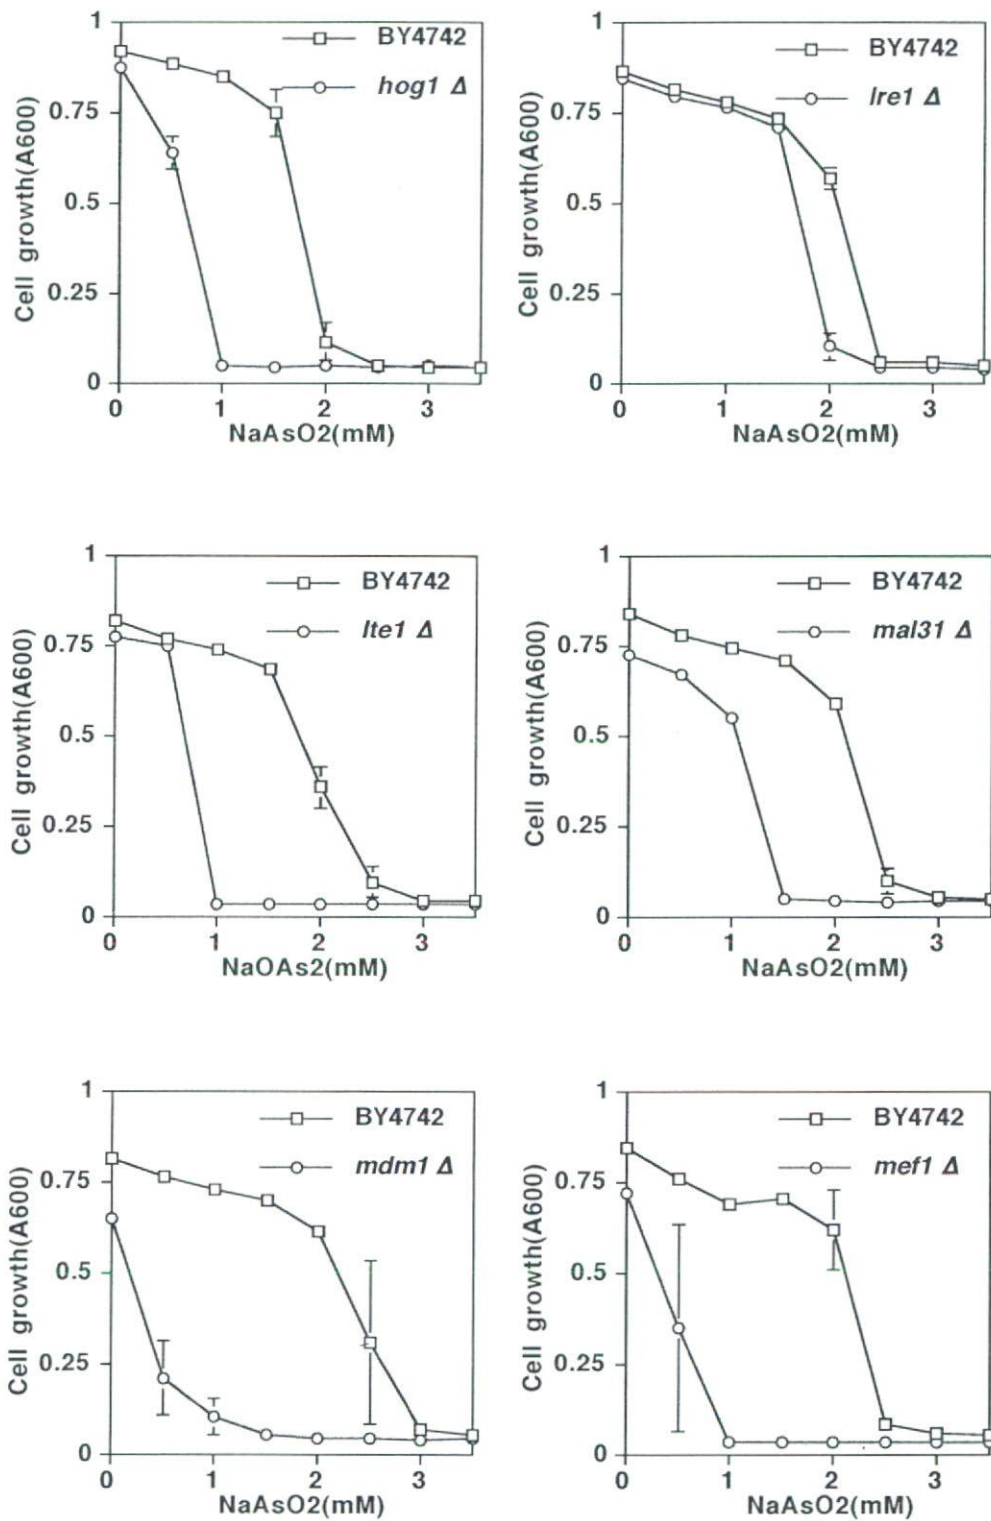 1
0.75
0.5
0.25
0
Cell growth(A600)
BY4742
hog1 Δ
0 1 2 3
NaAsO2(mM)
1
0.75
0.5
0.25
0
Cell growth(A600)
BY4742
lre1 Δ
0 1 2 3
NaAsO2(mM)
1
0.75
0.5
0.25
0
Cell growth(A600)
BY4742
lte1 Δ
0 1 2 3
NaOAs2(mM)
1
0.75
0.5
0.25
0
Cell growth(A600)
BY4742
mal31 Δ
0 1 2 3
NaAsO2(mM)
1
0.75
0.5
0.25
0
Cell growth(A600)
BY4742
mdm1 Δ
0 1 2 3
NaAsO2(mM)
1
0.75
0.5
0.25
0
Cell growth(A600)
BY4742
mef1 Δ
0 1 2 3
NaAsO2(mM)